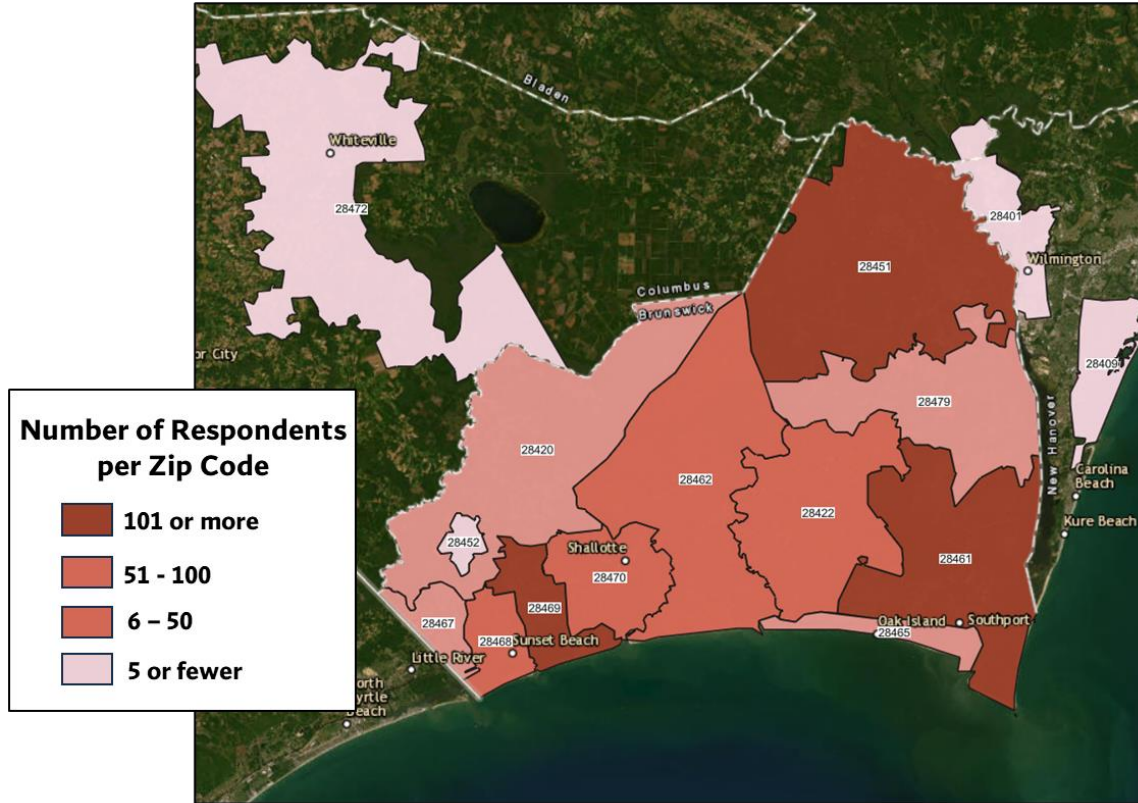 Bladen
Whiteville
28472
28401
Wilmington
28451
Columbus
Brunswick
or City
28409
28479
New Hanover
28420
28462
Carolina
Beach
28422
Kure Beach
28452
Shallotte
28470
28461
28469
28467
Oak Island
Southport
28465
28468
Sunset Beach
Little River
orth
yrtle
Beach
Number of Respondents
per Zip Code
101 or more
51 - 100
6 – 50
5 or fewer